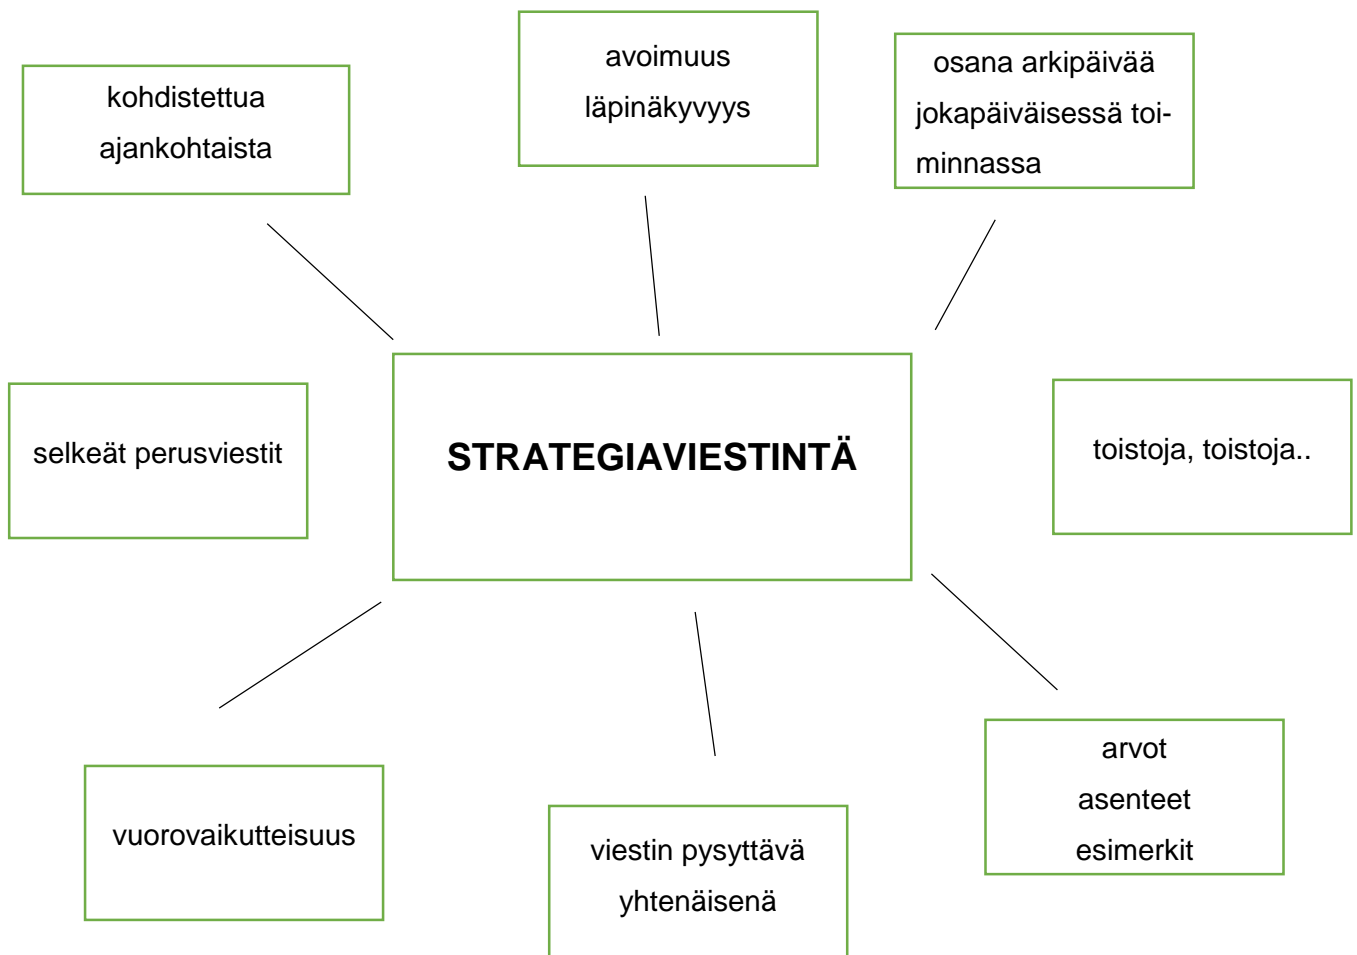 kohdistettua
ajankohtaista
avoimuus
läpinäkyvyys
osana arkipäivää
jokapäiväisessä toi-
minnassa
selkeät perusviestit
STRATEGIAVIESTINTÄ
toistoja, toistoja..
vuorovaikutteisuus
viestin pysyttävä
yhtenäisenä
arvot
asenteet
esimerkit